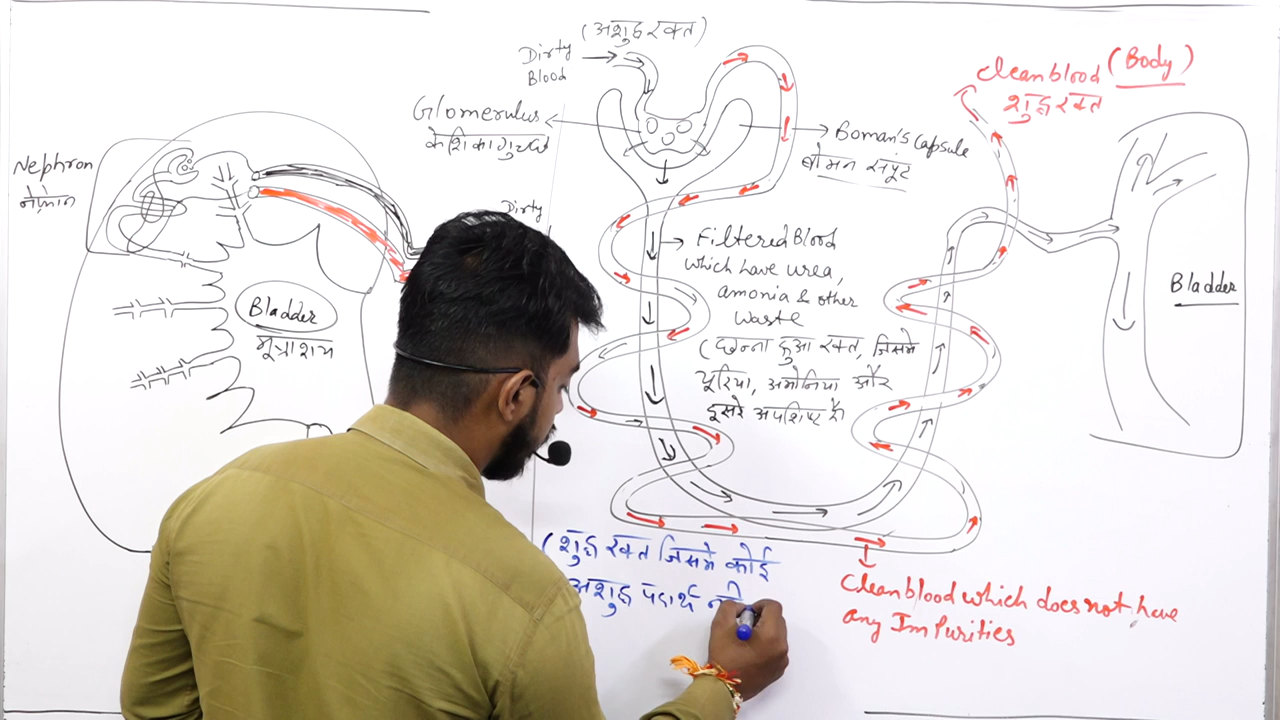 Nephron
नेफ्रान
Bladder
मूत्राशय
(अशुद्ध रक्त)
Dirty
Blood
Glomerulus
केशिकागुच्छ
Dirty
Boman's Capsule
बोमन संपूट
Filtered Blood
which have urea,
amonia & other
waste
(छन्ना हुआ रक्त, जिसमे
यूरिया, अमोनिया और
दूसरे अपशिष्ट है।
Clean blood (Body)
शुद्ध रक्त
Bladder
(शुद्ध रक्त जिसमे कोई
अशुद्ध पदार्थ
Clean blood which does not have
any Impurities